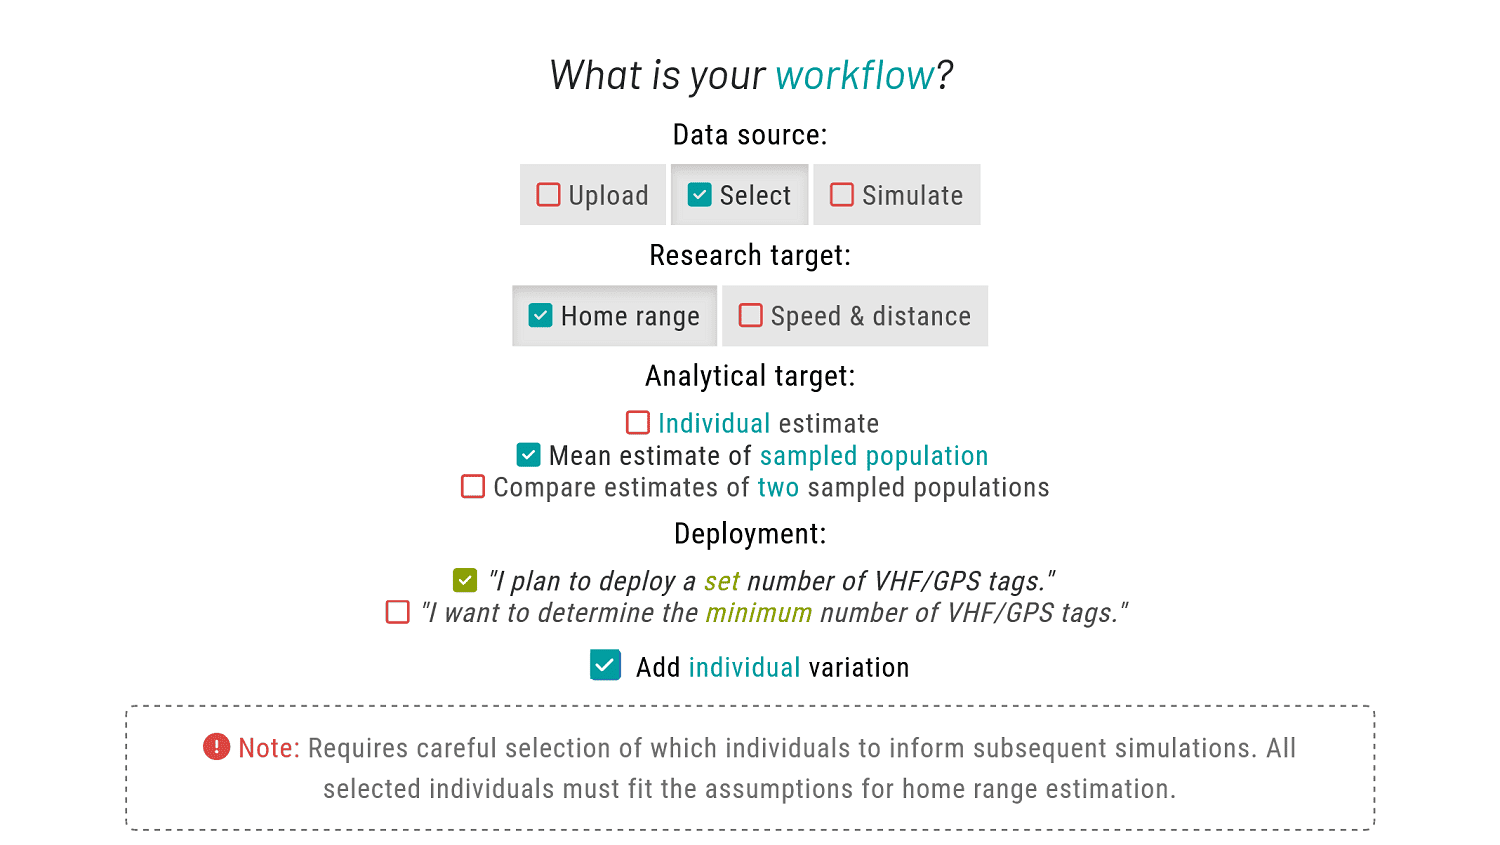 What is your workflow?
Data source:
Upload
Select
Simulate
Research target:
Home range
Speed & distance
Analytical target:
Individual estimate
Mean estimate of sampled population
Compare estimates of two sampled populations
Deployment:
"I plan to deploy a set number of VHF/GPS tags."
"I want to determine the minimum number of VHF/GPS tags."
Add individual variation
Note: Requires careful selection of which individuals to inform subsequent simulations. All
selected individuals must fit the assumptions for home range estimation.